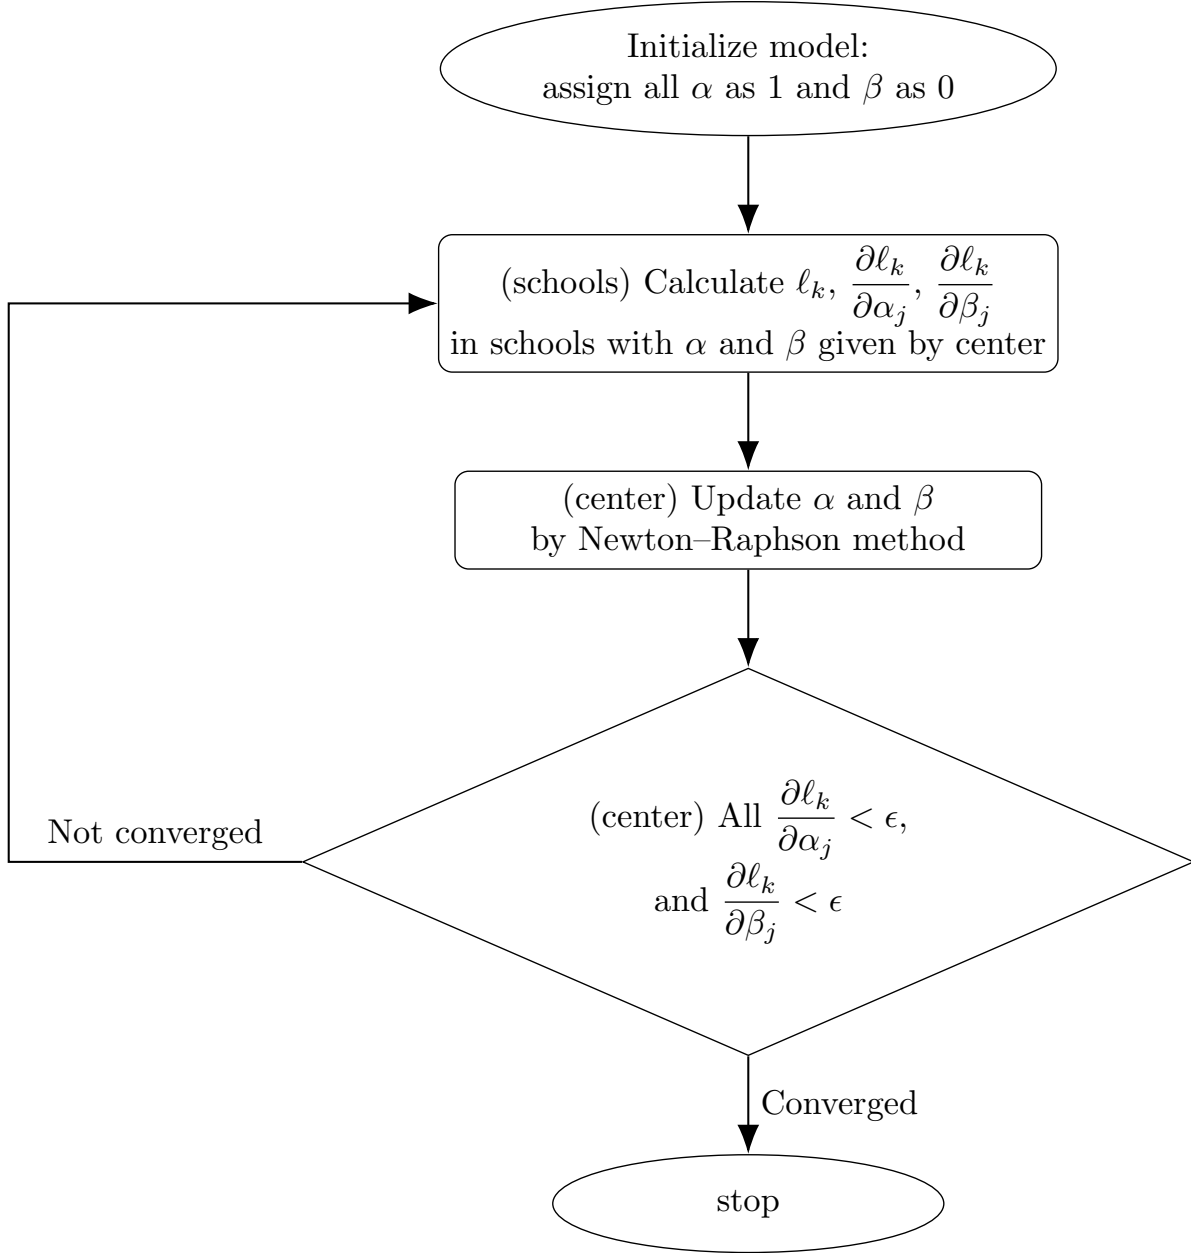 Initialize model:
assign all α as 1 and β as 0
(schools) Calculate ℓ_k, ∂ℓ_k/∂α_j, ∂ℓ_k/∂β_j
in schools with α and β given by center
(center) Update α and β
by Newton–Raphson method
(center) All ∂ℓ_k/∂α_j < ϵ,
and ∂ℓ_k/∂β_j < ϵ
Not converged
Converged
stop